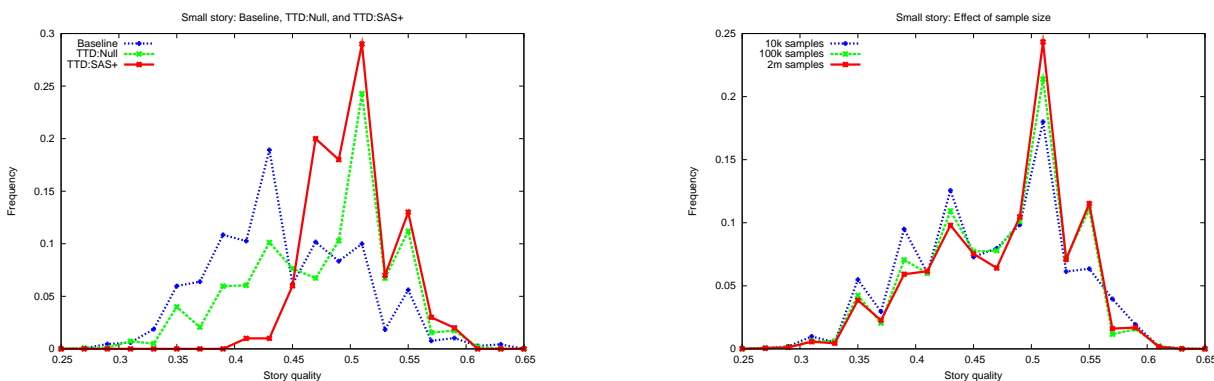 Small story: Baseline, TTD:Null, and TTD:SAS+
Baseline
TTD:Null
TTD:SAS+
Frequency
0.3
0.25
0.2
0.15
0.1
0.05
0
0.25 0.3 0.35 0.4 0.45 0.5 0.55 0.6 0.65
Story quality
Small story: Effect of sample size
10k samples
100k samples
2m samples
Frequency
0.25
0.2
0.15
0.1
0.05
0
0.25 0.3 0.35 0.4 0.45 0.5 0.55 0.6 0.65
Story quality